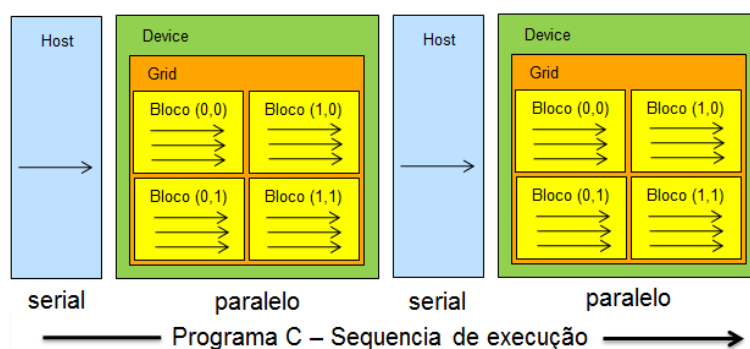 Host
Device
Grid
Bloco (0,0)
Bloco (1,0)
Bloco (0,1)
Bloco (1,1)
serial
paralelo
Host
Device
Grid
Bloco (0,0)
Bloco (1,0)
Bloco (0,1)
Bloco (1,1)
serial
paralelo
Programa C – Sequencia de execução